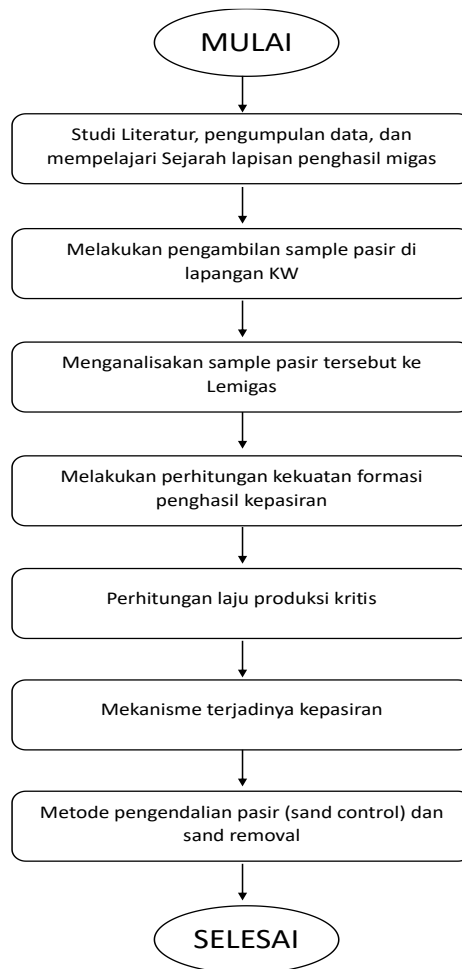 MULAI
Studi Literatur, pengumpulan data, dan
mempelajari Sejarah lapisan penghasil migas
Melakukan pengambilan sample pasir di
lapangan KW
Menganalisakan sample pasir tersebut ke
Lemigas
Melakukan perhitungan kekuatan formasi
penghasil kepasiran
Perhitungan laju produksi kritis
Mekanisme terjadinya kepasiran
Metode pengendalian pasir (sand control) dan
sand removal
SELESAI